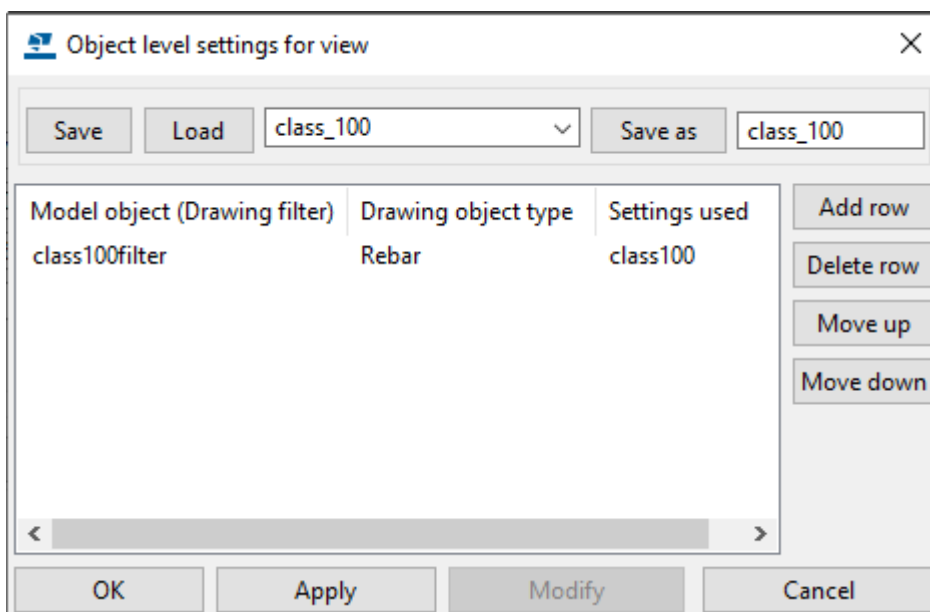 Object level settings for view
Save Load class_100 Save as class_100
Model object (Drawing filter) Drawing object type Settings used
class100filter Rebar class100
Add row
Delete row
Move up
Move down
OK Apply Modify Cancel